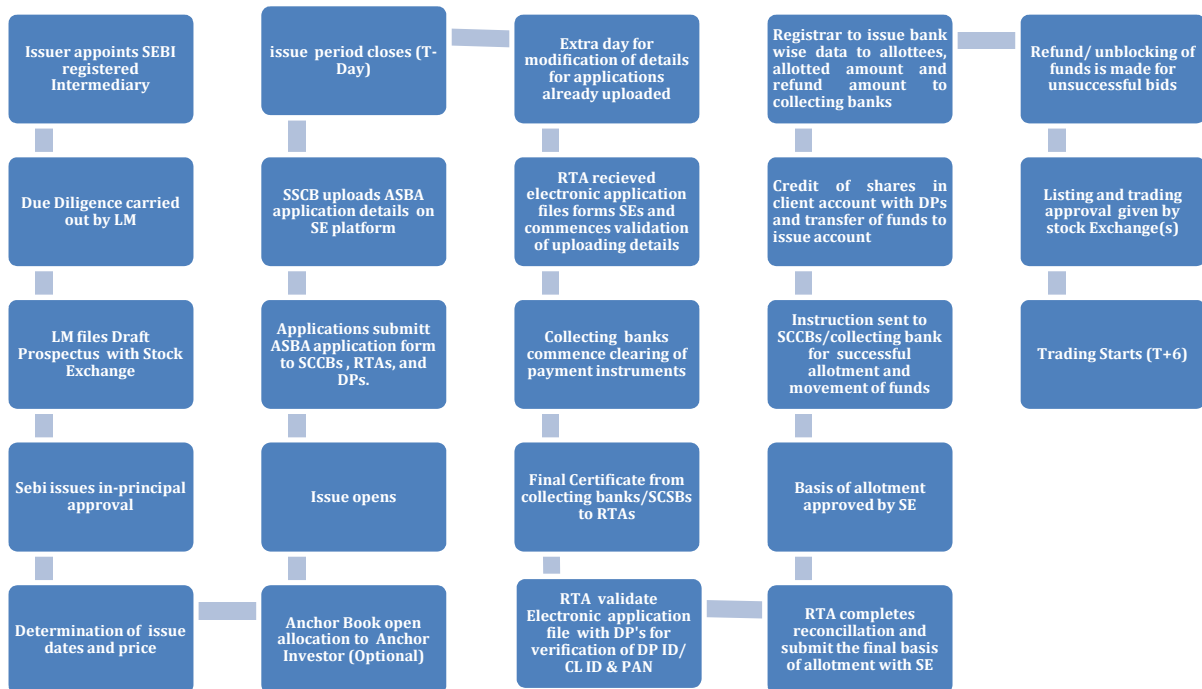 Issuer appoints SEBI
registered
Intermediary
Due Diligence carried
out by LM
LM files Draft
Prospectus with Stock
Exchange
Sebi issues in-principal
approval
Determination of issue
dates and price
Anchor Book open
allocation to Anchor
Investor (Optional)
Issue opens
Applications submitt
ASBA application form
to SCCBs , RTAs, and
DPs.
SSCB uploads ASBA
application details on
SE platform
issue period closes (T-
Day)
Extra day for
modification of details
for applications
already uploaded
RTA recieved
electronic application
files forms SEs and
commences validation
of uploading details
Collecting banks
commence clearing of
payment instruments
Final Certificate from
collecting banks/SCSBs
to RTAs
RTA validate
Electronic application
file with DP's for
verification of DP ID/
CL ID & PAN
RTA completes
reconcillation and
submit the final basis
of allotment with SE
Basis of allotment
approved by SE
Instruction sent to
SCCBs/collecting bank
for successful
allotment and
movement of funds
Credit of shares in
client account with DPs
and transfer of funds to
issue account
Registrar to issue bank
wise data to allottees,
allotted amount and
refund amount to
collecting banks
Refund/ unblocking of
funds is made for
unsuccessful bids
Listing and trading
approval given by
stock Exchange(s)
Trading Starts (T+6)